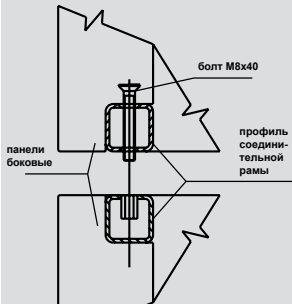 болт М8х40
панели
боковые
профиль
соедини-
тельной
рамы